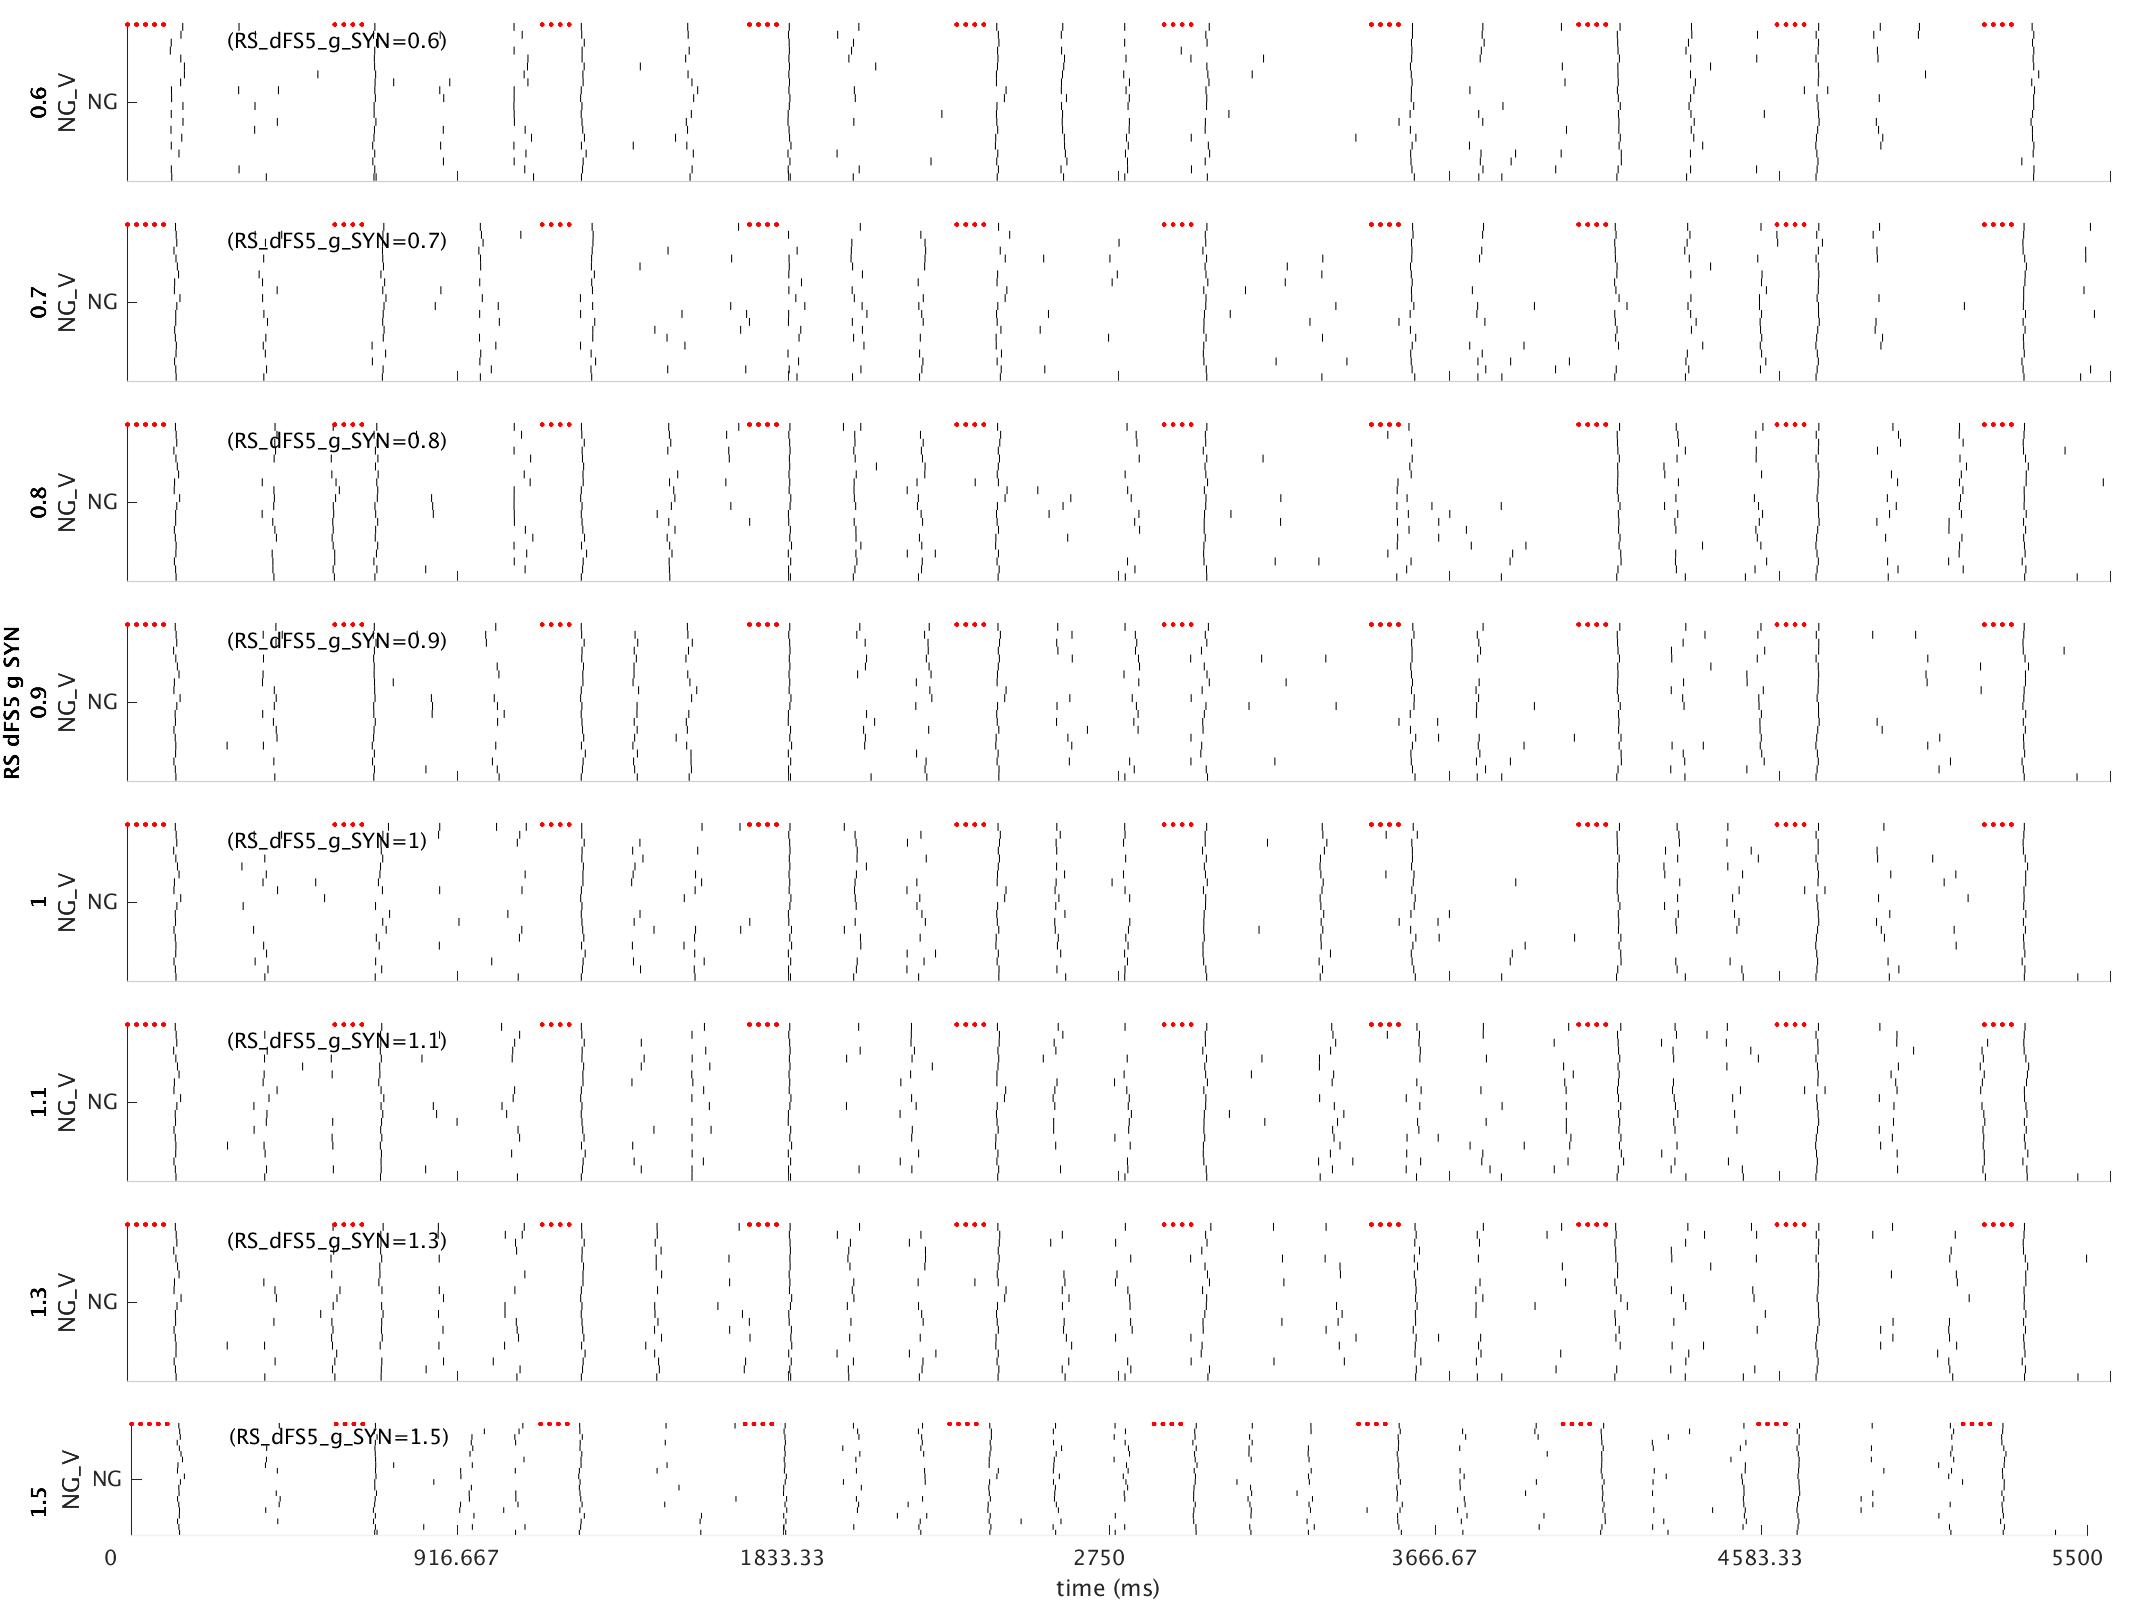 RS dFS5 g SYN
0.6
NG_V
NG
(RS_dFS5_g_SYN=0.6)
0.7
NG_V
NG
(RS_dFS5_g_SYN=0.7)
0.8
NG_V
NG
(RS_dFS5_g_SYN=0.8)
0.9
NG_V
NG
(RS_dFS5_g_SYN=0.9)
1
NG_V
NG
(RS_dFS5_g_SYN=1)
1.1
NG_V
NG
(RS_dFS5_g_SYN=1.1)
1.3
NG_V
NG
(RS_dFS5_g_SYN=1.3)
1.5
NG_V
NG
(RS_dFS5_g_SYN=1.5)
0 916.667 1833.33 2750 3666.67 4583.33 5500
time (ms)